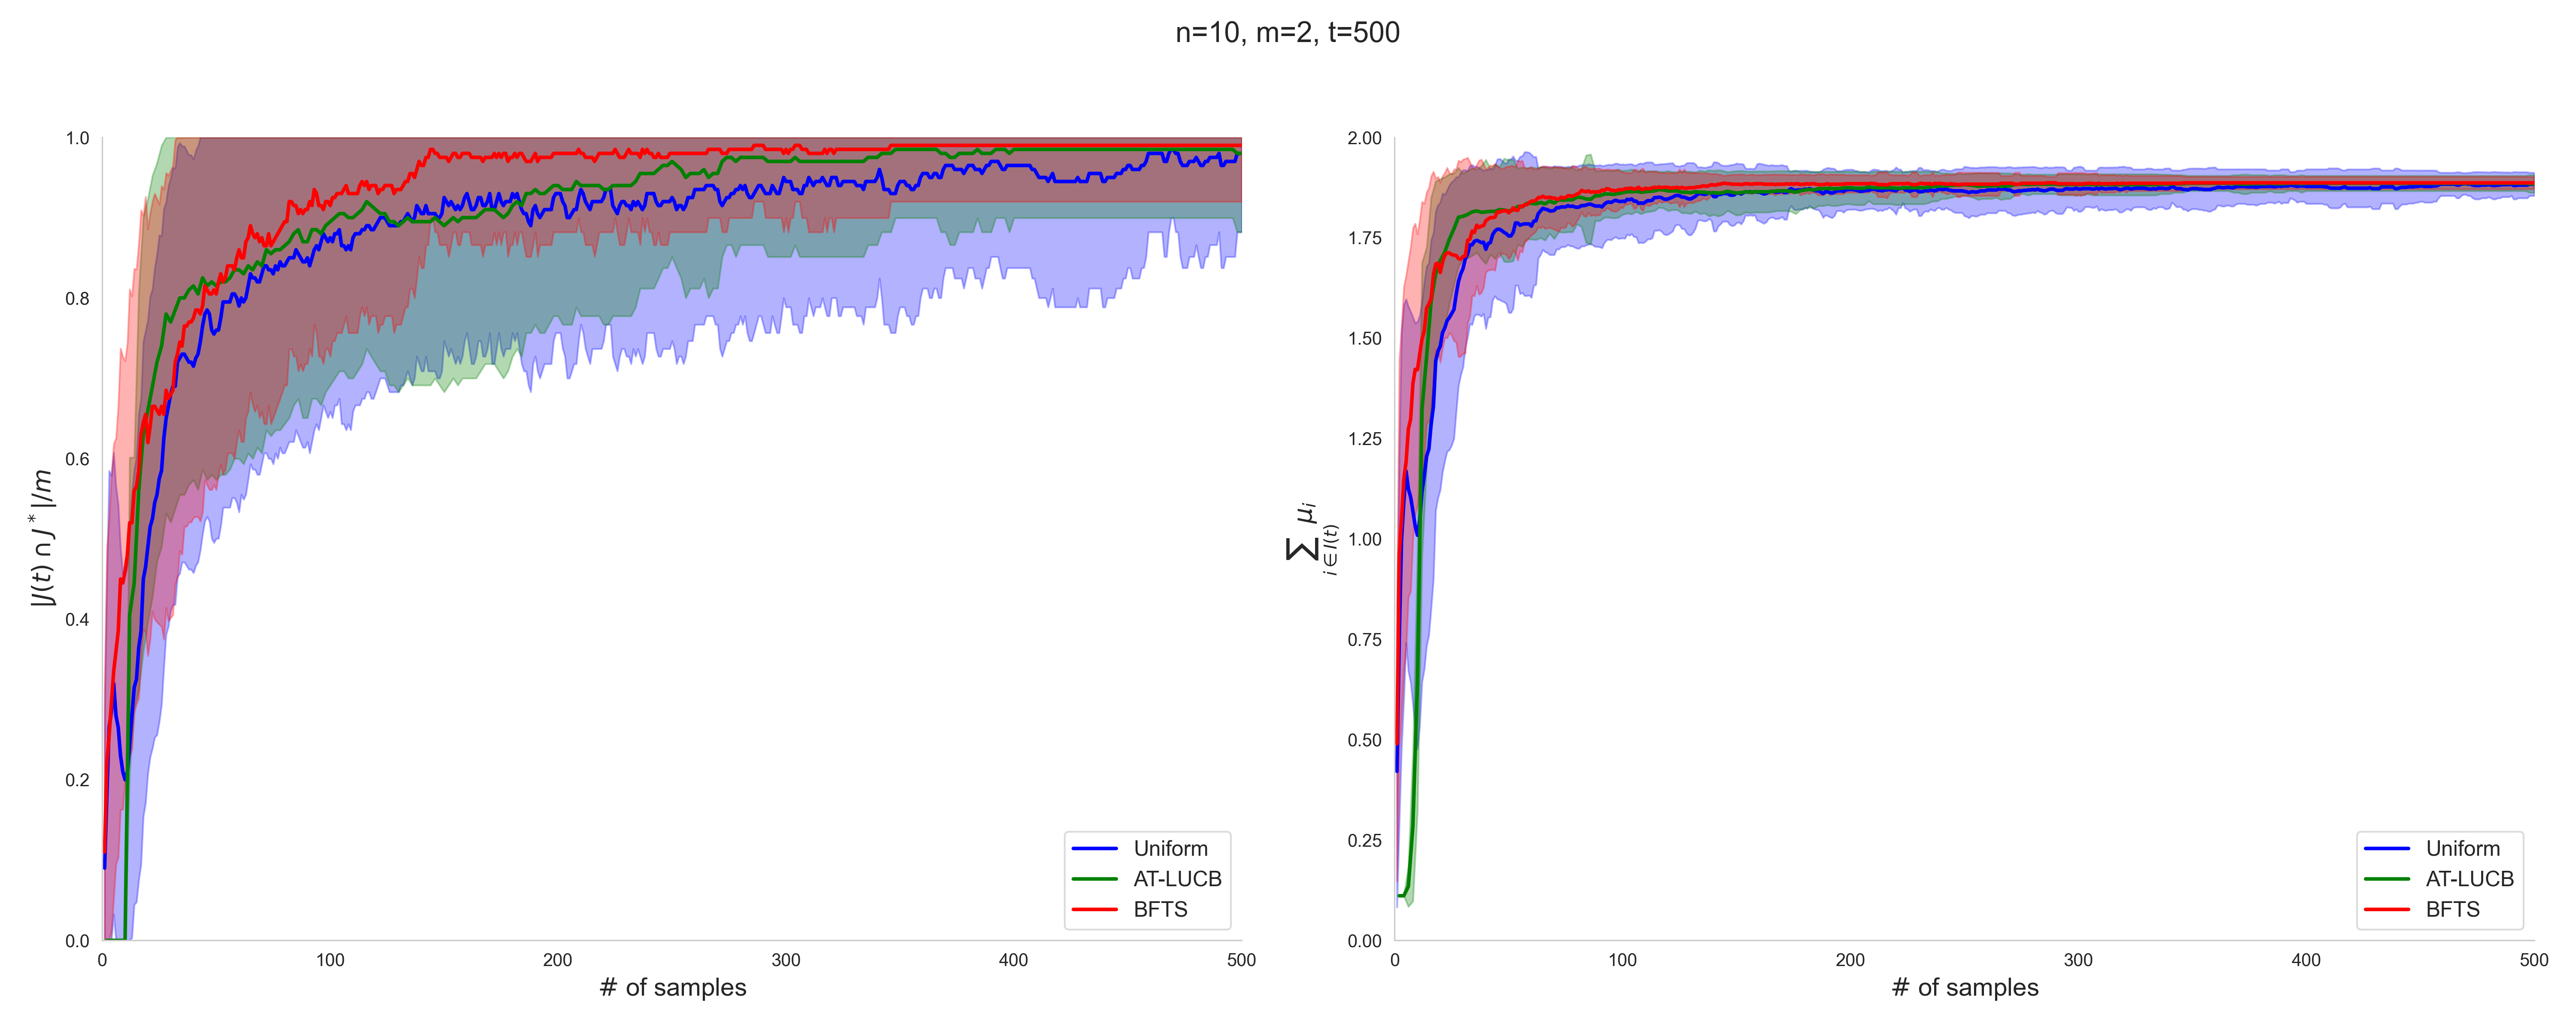 n=10, m=2, t=500
1.0
0.8
0.6
0.4
0.2
0.0
|J(t) ∩ J*|/m
0 100 200 300 400 500
# of samples
Uniform
AT-LUCB
BFTS
2.00
1.75
1.50
1.25
1.00
0.75
0.50
0.25
0.00
∑ μi
i∈I(t)
0 100 200 300 400 500
# of samples
Uniform
AT-LUCB
BFTS